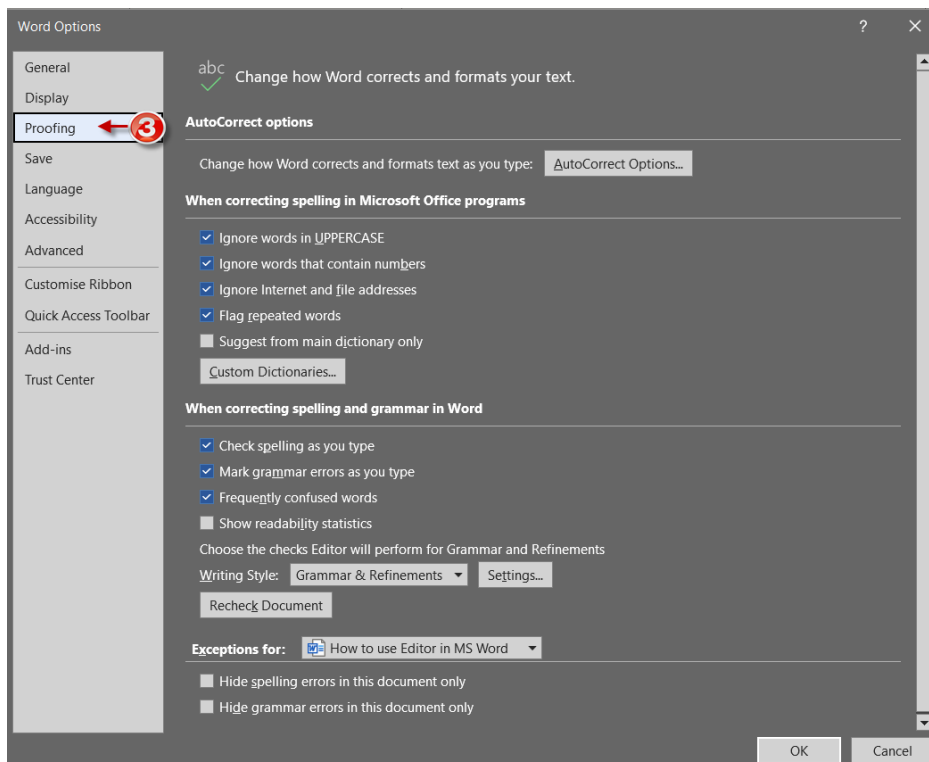 Word Options
?
General
Display
Proofing
3
Save
Language
Accessibility
Advanced
Customise Ribbon
Quick Access Toolbar
Add-ins
Trust Center
abc
Change how Word corrects and formats your text.
AutoCorrect options
Change how Word corrects and formats text as you type: AutoCorrect Options...
When correcting spelling in Microsoft Office programs
Ignore words in UPPERCASE
Ignore words that contain numbers
Ignore Internet and file addresses
Flag repeated words
Suggest from main dictionary only
Custom Dictionaries...
When correcting spelling and grammar in Word
Check spelling as you type
Mark grammar errors as you type
Frequently confused words
Show readability statistics
Choose the checks Editor will perform for Grammar and Refinements
Writing Style: Grammar & Refinements Settings...
Recheck Document
Exceptions for: How to use Editor in MS Word
Hide spelling errors in this document only
Hide grammar errors in this document only
OK Cancel